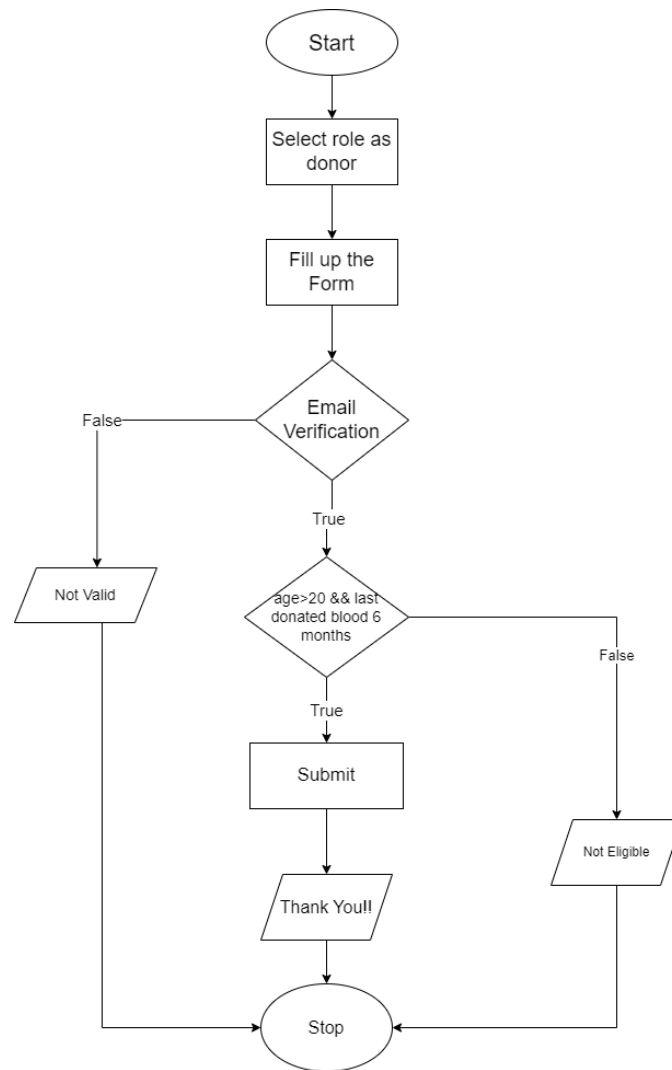 Start
Select role as
donor
Fill up the
Form
Email
Verification
False
True
Not Valid
age>20 && last
donated blood 6
months
False
True
Submit
Not Eligible
Thank You!!
Stop